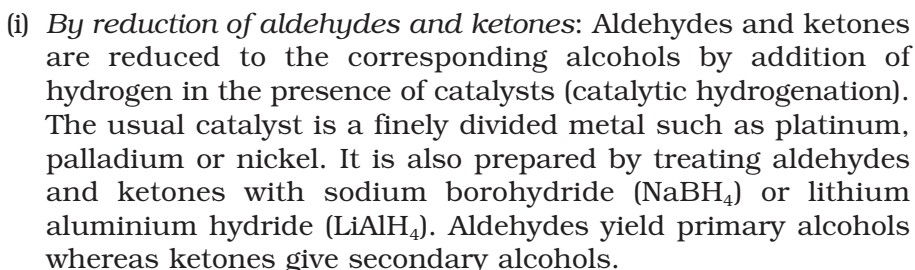 (i) By reduction of aldehydes and ketones: Aldehydes and ketones
are reduced to the corresponding alcohols by addition of
hydrogen in the presence of catalysts (catalytic hydrogenation).
The usual catalyst is a finely divided metal such as platinum,
palladium or nickel. It is also prepared by treating aldehydes
and ketones with sodium borohydride (NaBH₄) or lithium
aluminium hydride (LiAlH₄). Aldehydes yield primary alcohols
whereas ketones give secondary alcohols.